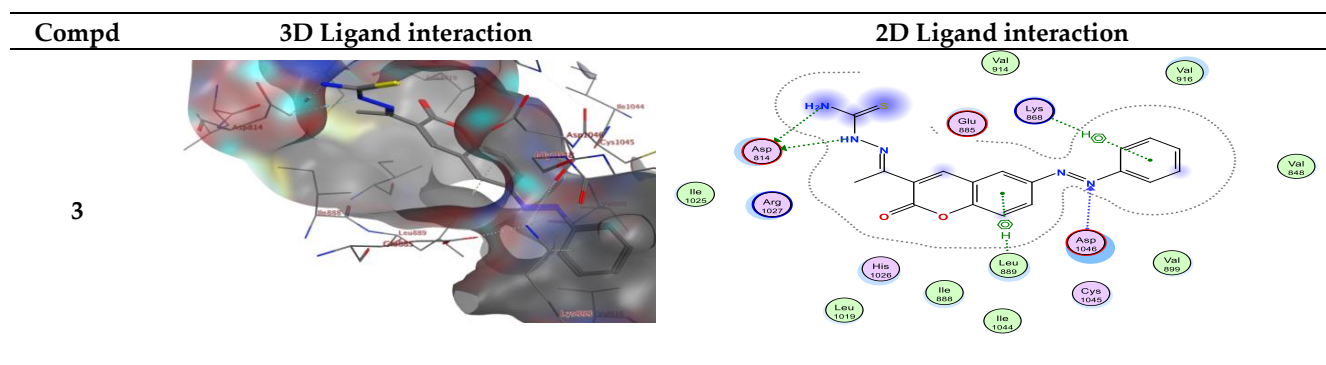 Compd 3D Ligand interaction 2D Ligand interaction
3
Asp814
Ile1044
Asp1046
Cys1045
Ile888
Leu889
Val 914
Val 916
H₂N
S
Lys 868
Glu 885
H
Asp 814
HN
N
N
N
Val 848
Ile 1025
Arg 1027
O
O
H
Asp 1046
His 1026
Leu 889
Val 899
Ile 888
Cys 1045
Leu 1019
Ile 1044